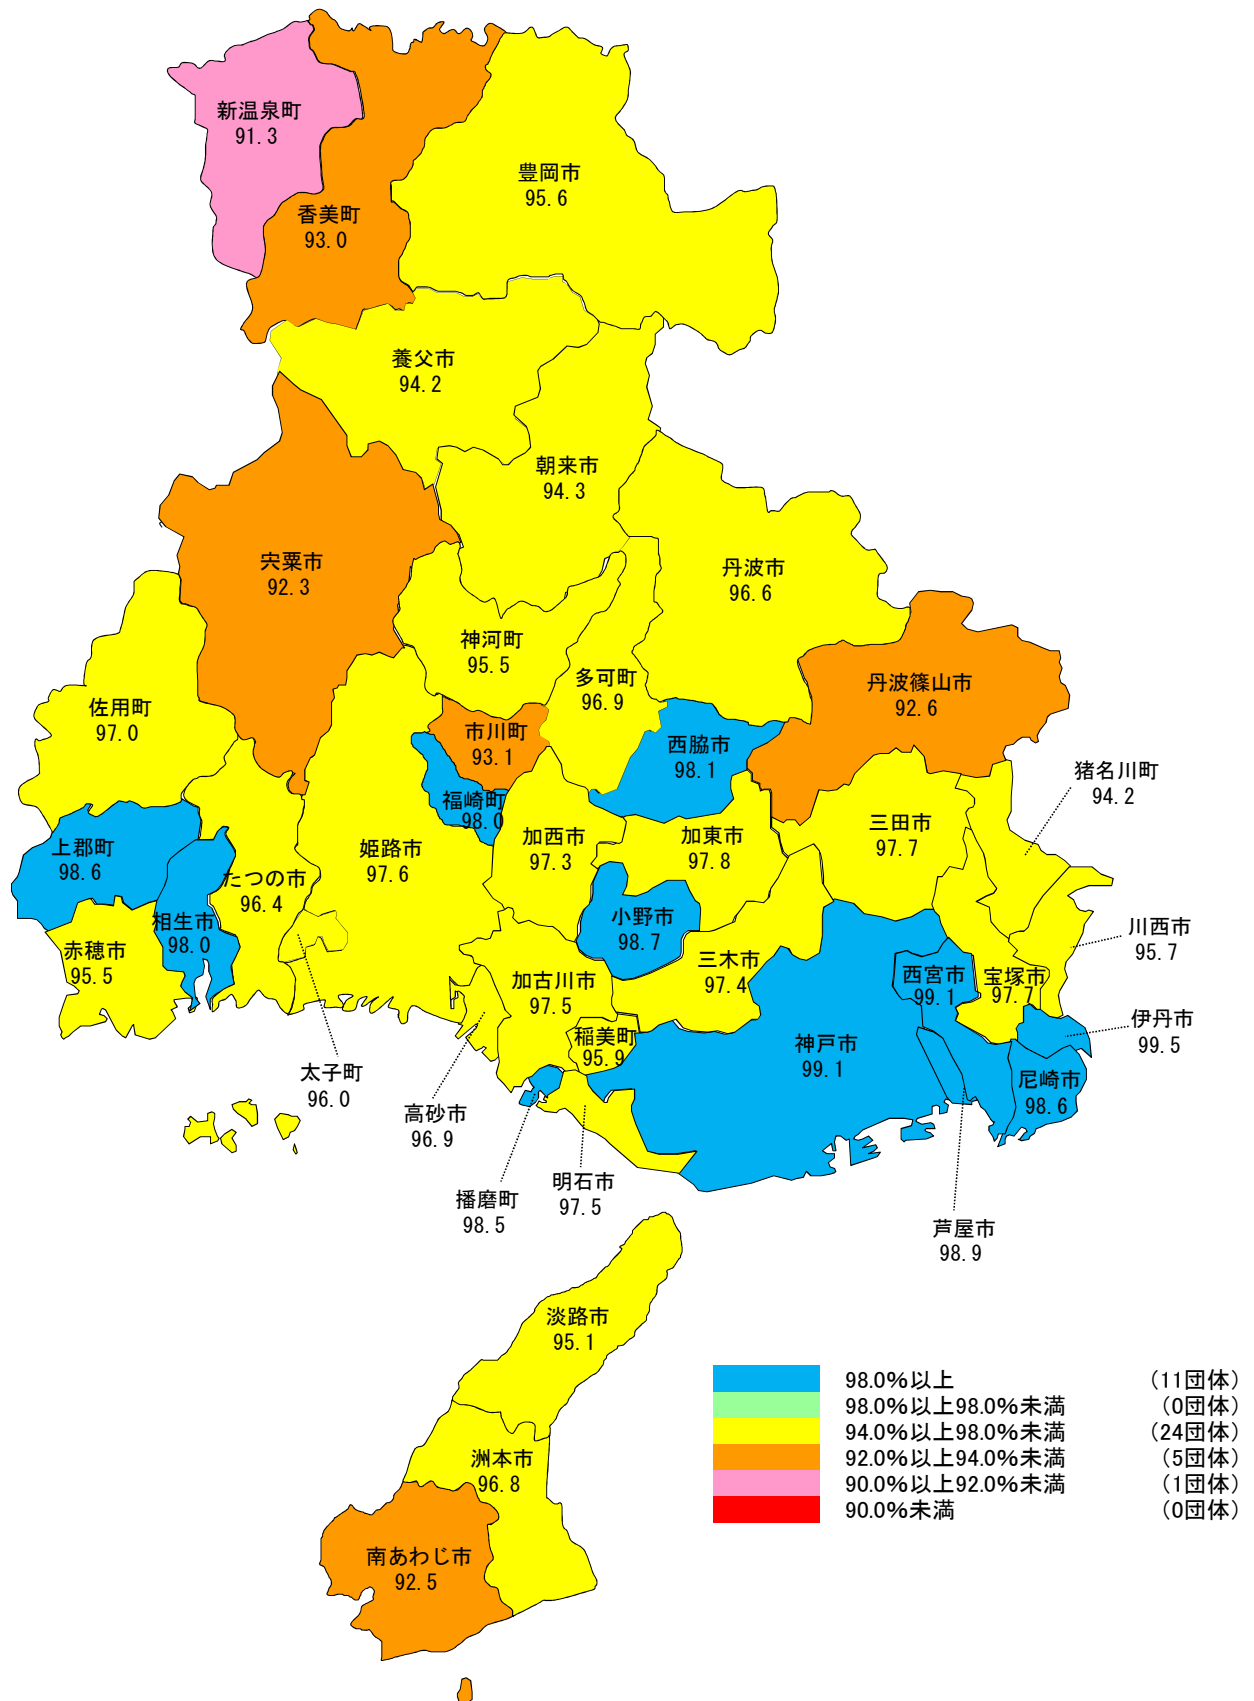 新温泉町
91.3
香美町
93.0
豊岡市
95.6
養父市
94.2
朝来市
94.3
宍粟市
92.3
丹波市
96.6
神河町
95.5
多可町
96.9
丹波篠山市
92.6
佐用町
97.0
市川町
93.1
西脇市
98.1
猪名川町
94.2
福崎町
98.0
加西市
97.3
加東市
97.8
三田市
97.7
上郡町
98.6
姫路市
97.6
たつの市
96.4
相生市
98.0
小野市
98.7
川西市
95.7
赤穂市
95.5
三木市
97.4
西宮市
99.1
宝塚市
97.7
加古川市
97.5
伊丹市
99.5
稲美町
95.9
神戸市
99.1
尼崎市
98.6
太子町
96.0
高砂市
96.9
明石市
97.5
播磨町
98.5
芦屋市
98.9
淡路市
95.1
洲本市
96.8
南あわじ市
92.5
98.0%以上 (11団体)
98.0%以上98.0%未満 (0団体)
94.0%以上98.0%未満 (24団体)
92.0%以上94.0%未満 (5団体)
90.0%以上92.0%未満 (1団体)
90.0%未満 (0団体)